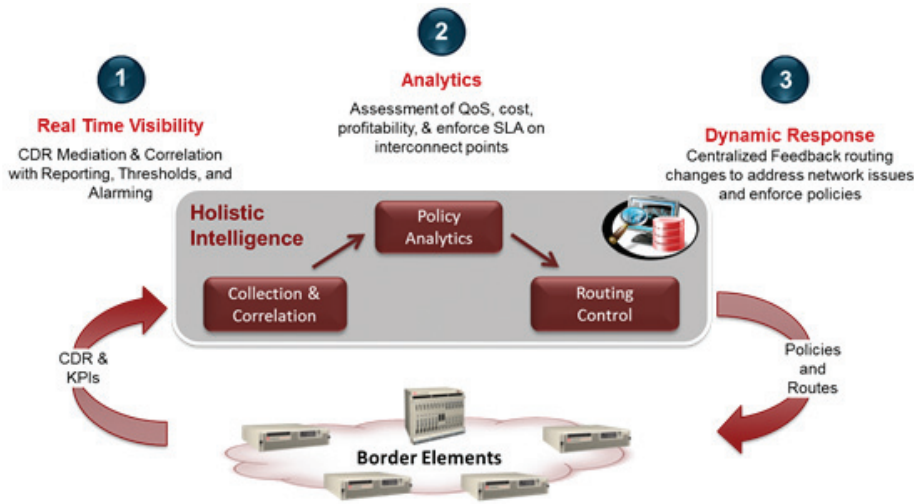 1
Real Time Visibility
CDR Mediation & Correlation
with Reporting, Thresholds, and
Alarming
2
Analytics
Assessment of QoS, cost,
profitability, & enforce SLA on
interconnect points
3
Dynamic Response
Centralized Feedback routing
changes to address network issues
and enforce policies
Holistic
Intelligence
Collection &
Correlation
Policy
Analytics
Routing
Control
CDR &
KPIs
Policies
and
Routes
Border Elements